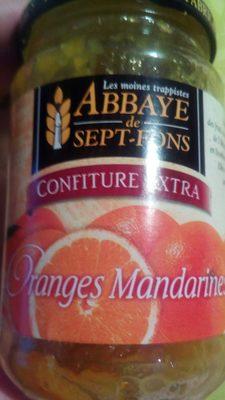 Les moines trappistes
ABBAYE
de
SEPT-FONS
CONFITURE EXTRA
Oranges Mandarines